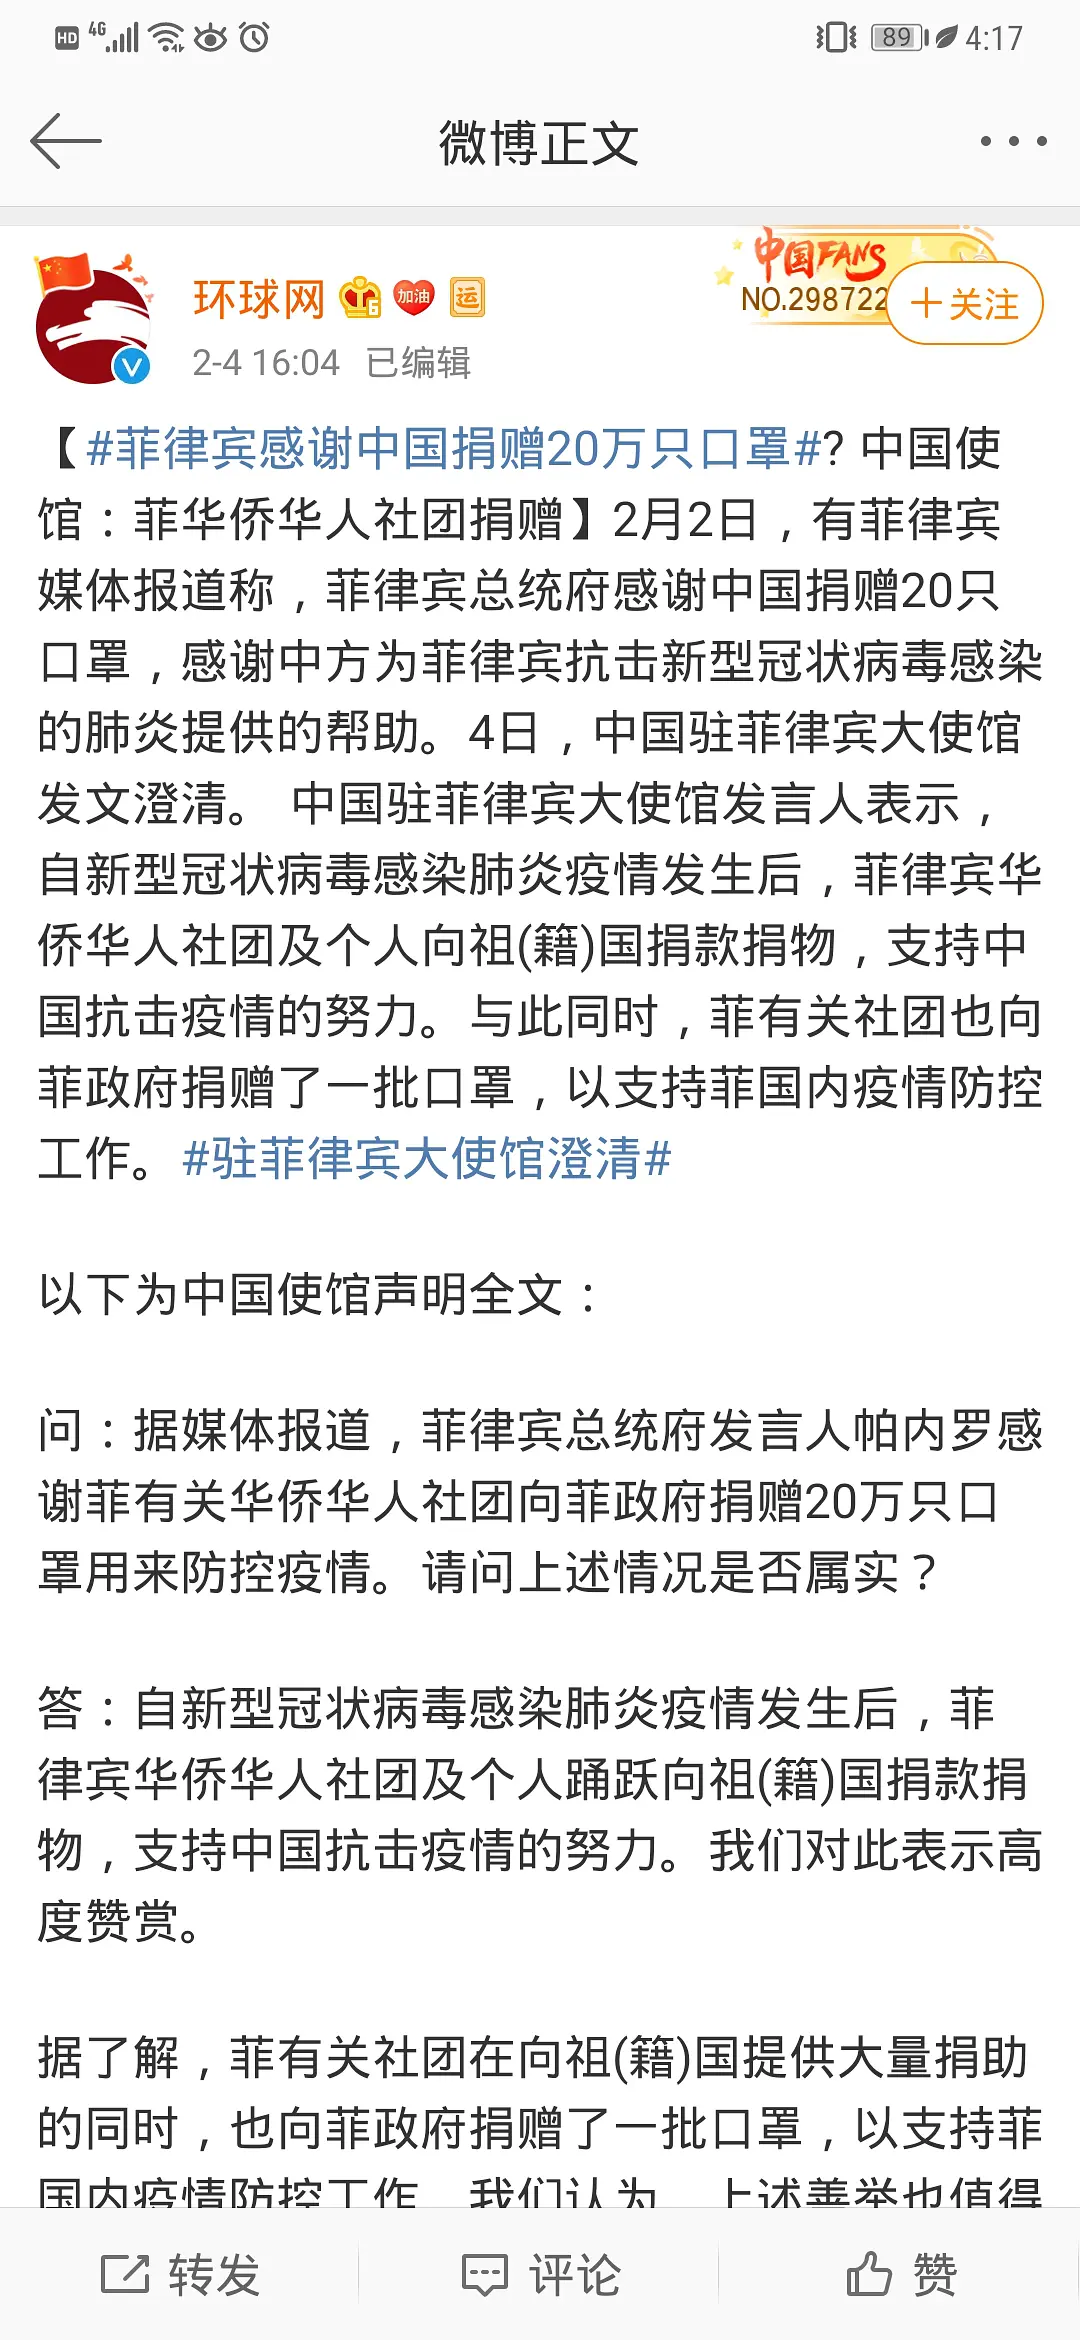 HD 4G 89 4:17
微博正文
中国FANS
环球网 6 加油 运
NO.298722 +关注
2-4 16:04 已编辑
【#菲律宾感谢中国捐赠20万只口罩#? 中国使
馆：菲华侨华人社团捐赠】2月2日，有菲律宾
媒体报道称，菲律宾总统府感谢中国捐赠20只
口罩，感谢中方为菲律宾抗击新型冠状病毒感染
的肺炎提供的帮助。4日，中国驻菲律宾大使馆
发文澄清。 中国驻菲律宾大使馆发言人表示，
自新型冠状病毒感染肺炎疫情发生后，菲律宾华
侨华人社团及个人向祖(籍)国捐款捐物，支持中
国抗击疫情的努力。与此同时，菲有关社团也向
菲政府捐赠了一批口罩，以支持菲国内疫情防控
工作。 #驻菲律宾大使馆澄清#
以下为中国使馆声明全文：
问：据媒体报道，菲律宾总统府发言人帕内罗感
谢菲有关华侨华人社团向菲政府捐赠20万只口
罩用来防控疫情。请问上述情况是否属实？
答：自新型冠状病毒感染肺炎疫情发生后，菲
律宾华侨华人社团及个人踊跃向祖(籍)国捐款捐
物，支持中国抗击疫情的努力。我们对此表示高
度赞赏。
据了解，菲有关社团在向祖(籍)国提供大量捐助
的同时，也向菲政府捐赠了一批口罩，以支持菲
国内疫情防控工作 我们认为 上述善举也值得
转发 评论 赞